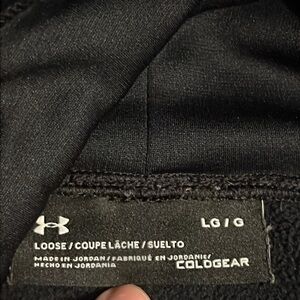 LG / G
LOOSE / COUPE LÂCHE / SUELTO
MADE IN JORDAN / FABRIQUÉ EN JORDANIE/
HECHO EN JORDANIA
COLDGEAR